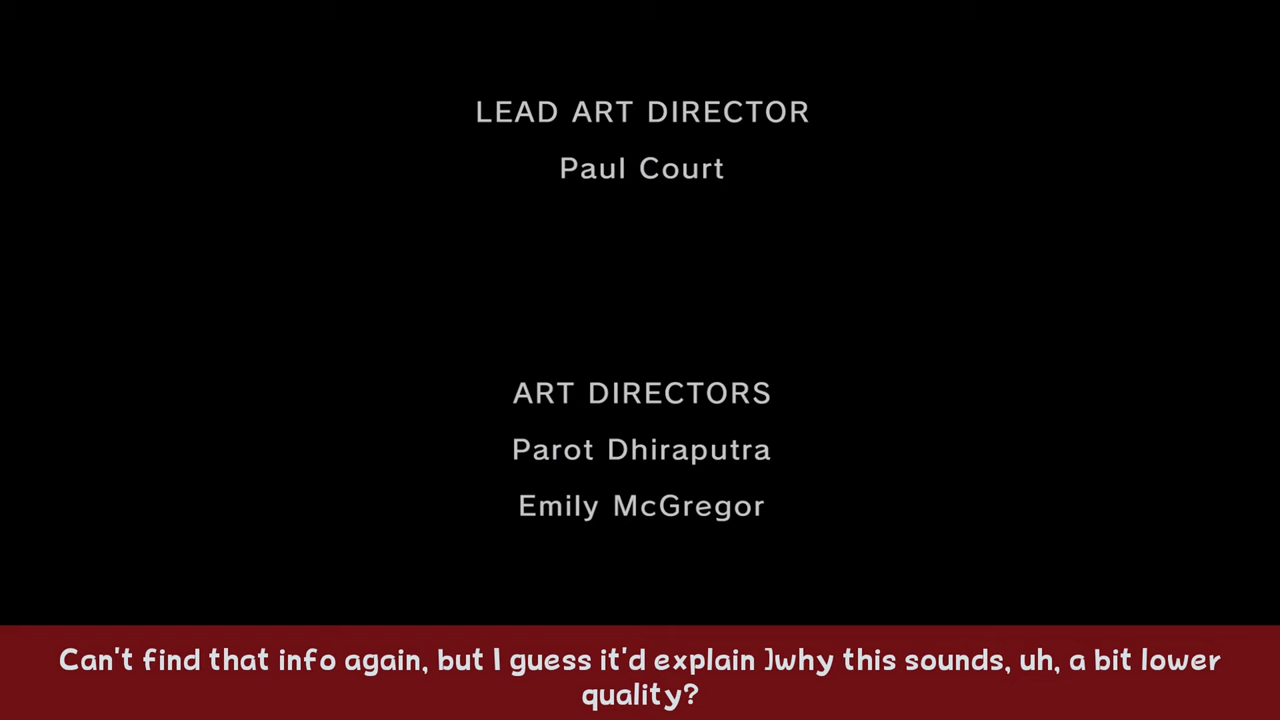 LEAD ART DIRECTOR
Paul Court
ART DIRECTORS
Parot Dhiraputra
Emily McGregor
Can't find that info again, but I guess it'd explain ]why this sounds, uh, a bit lower
quality?